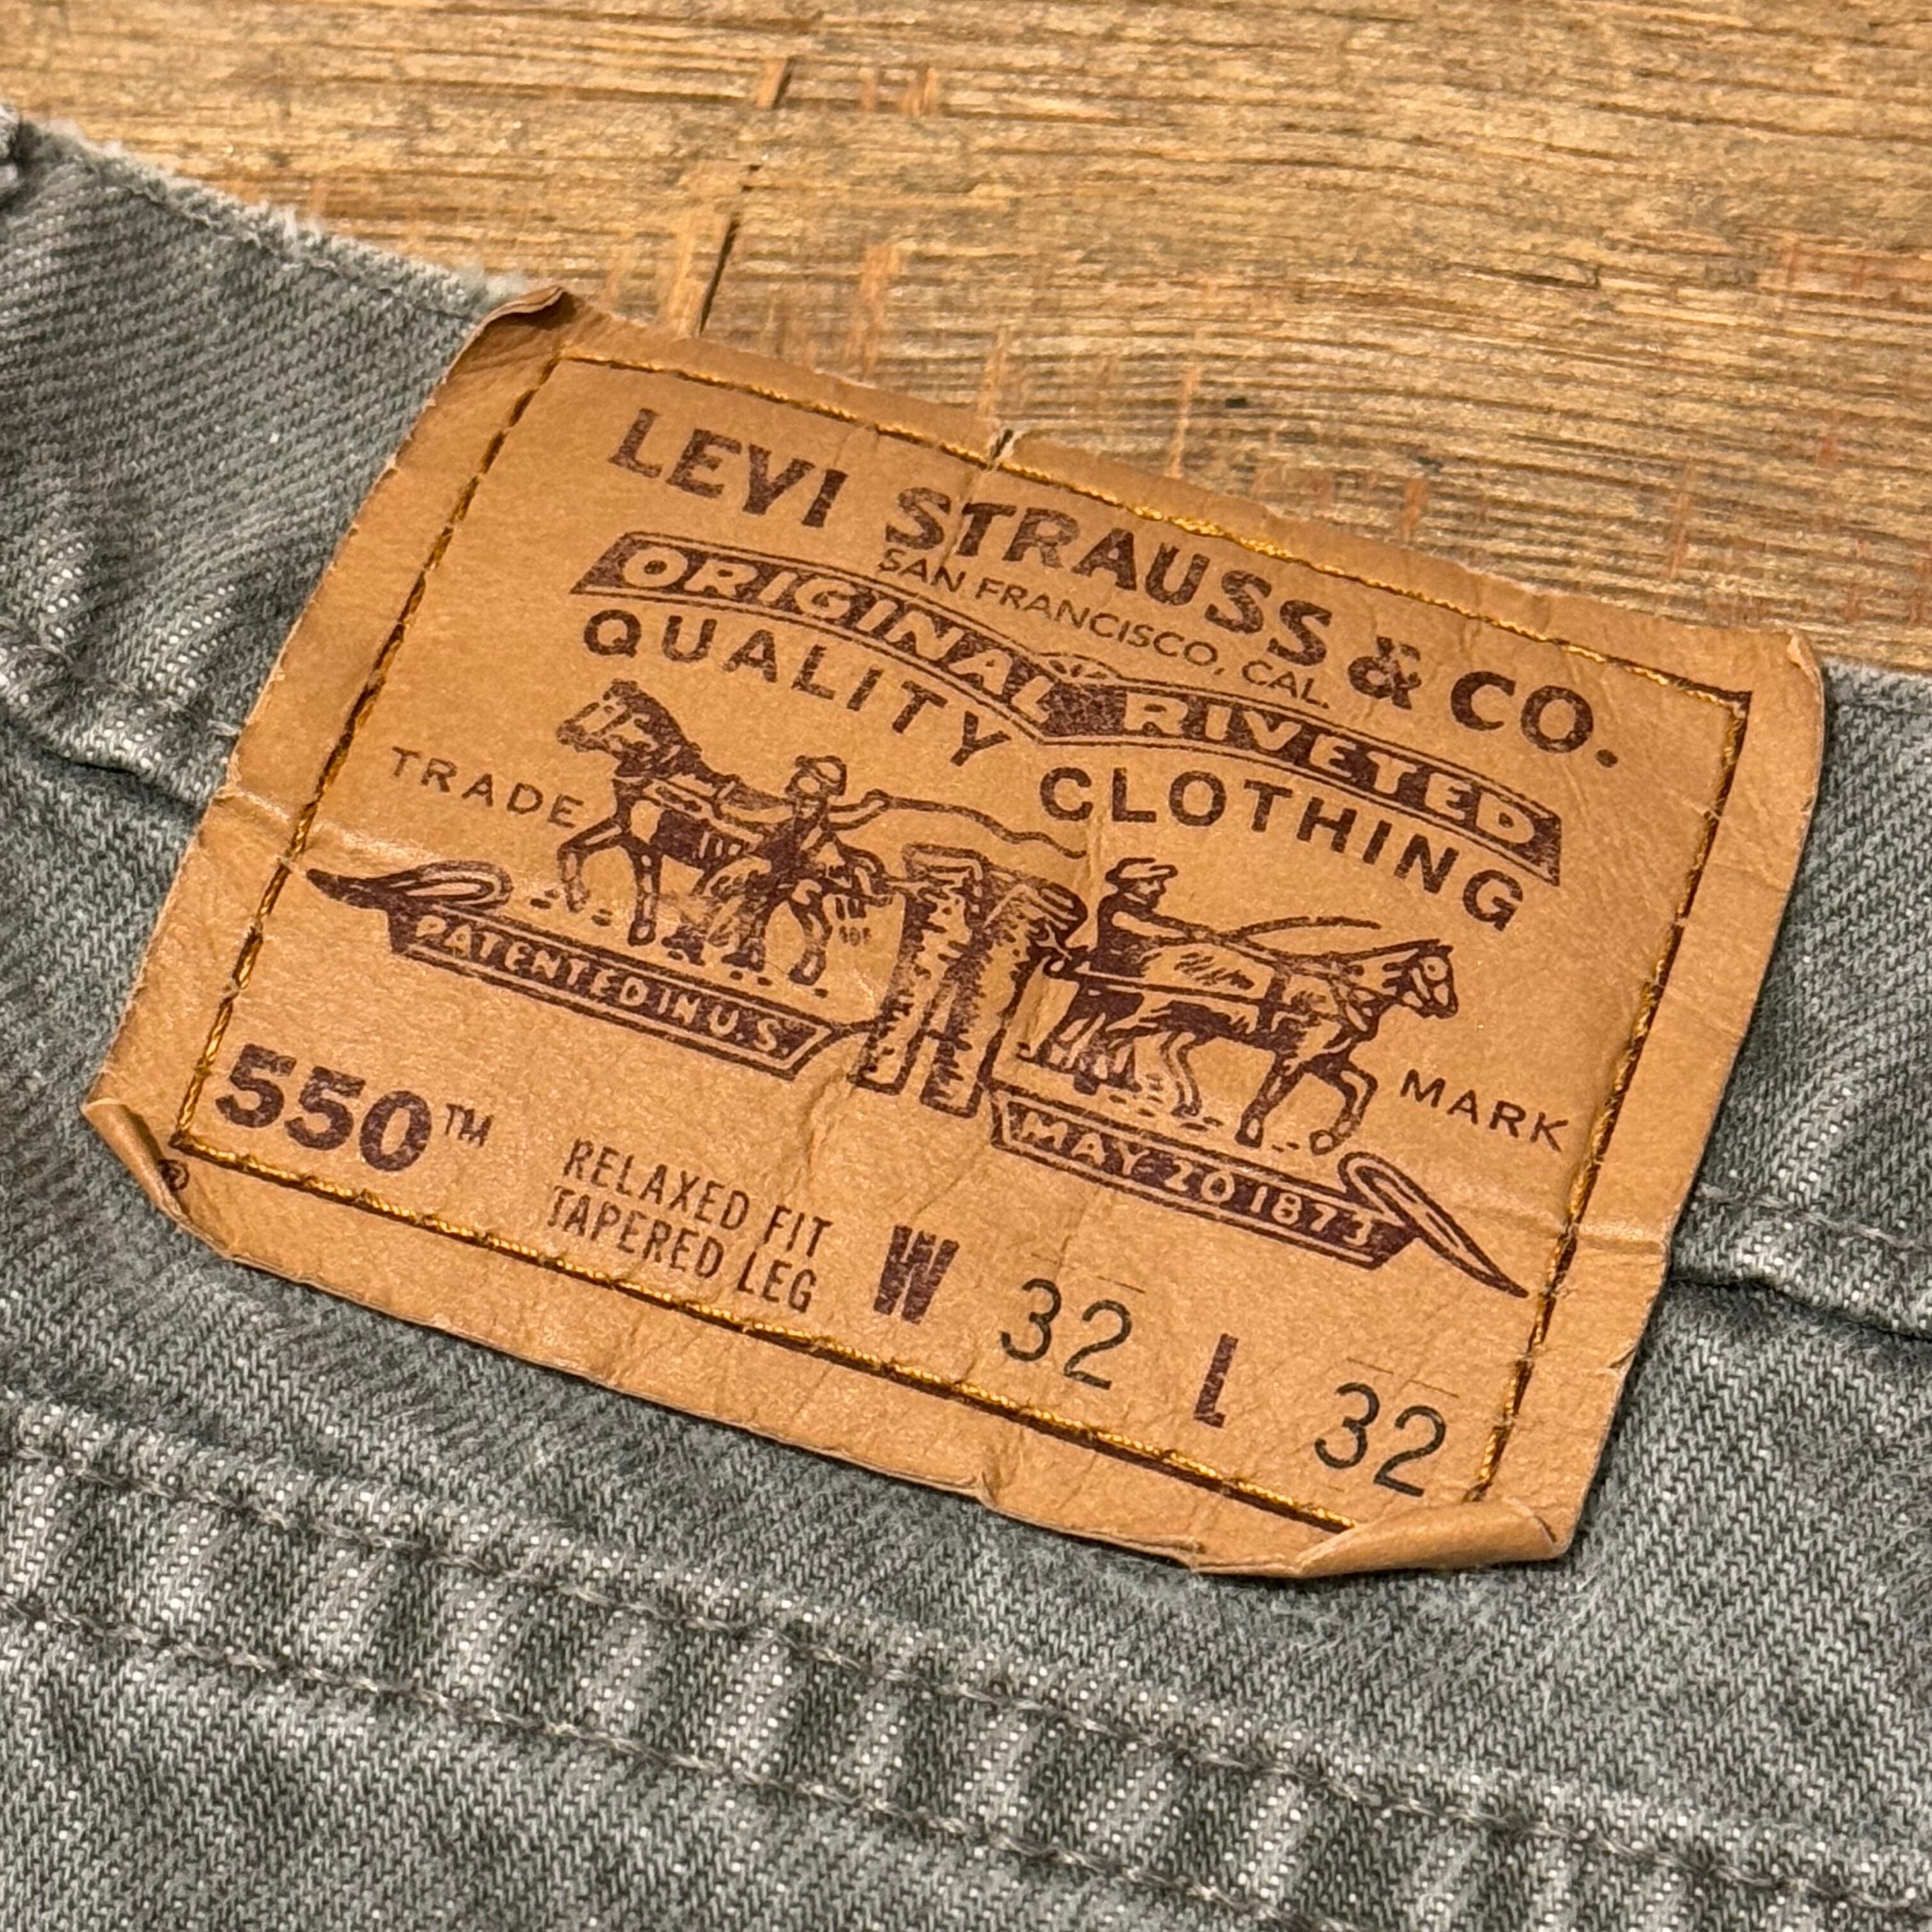 LEVI STRAUSS & CO.
SAN FRANCISCO, CAL.
ORIGINAL RIVETED
QUALITY CLOTHING
TRADE MARK
PATENTED IN U.S.
MAY 20 1873
550™
RELAXED FIT
TAPERED LEG
W 32 L 32
®